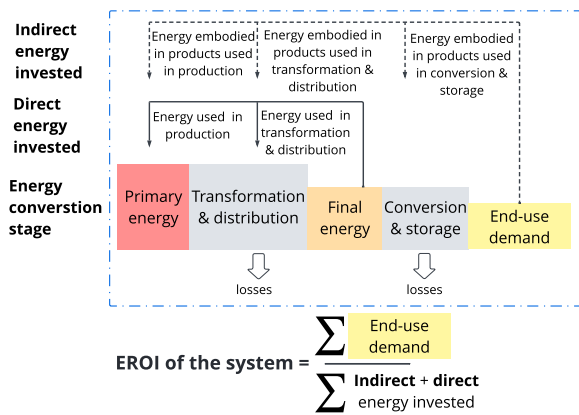 Indirect
energy
invested
Energy embodied
in products used
in production
Energy embodied in
products used in
transformation &
distribution
Energy embodied
in products used
in conversion &
storage
Direct
energy
invested
Energy used  in
production
Energy used  in
transformation
& distribution
Energy
converstion
stage
Primary
energy
Transformation
& distribution
Final
energy
Conversion
& storage
End-use
demand
losses
losses
EROI of the system =
∑ End-use
demand
∑ Indirect + direct
energy invested